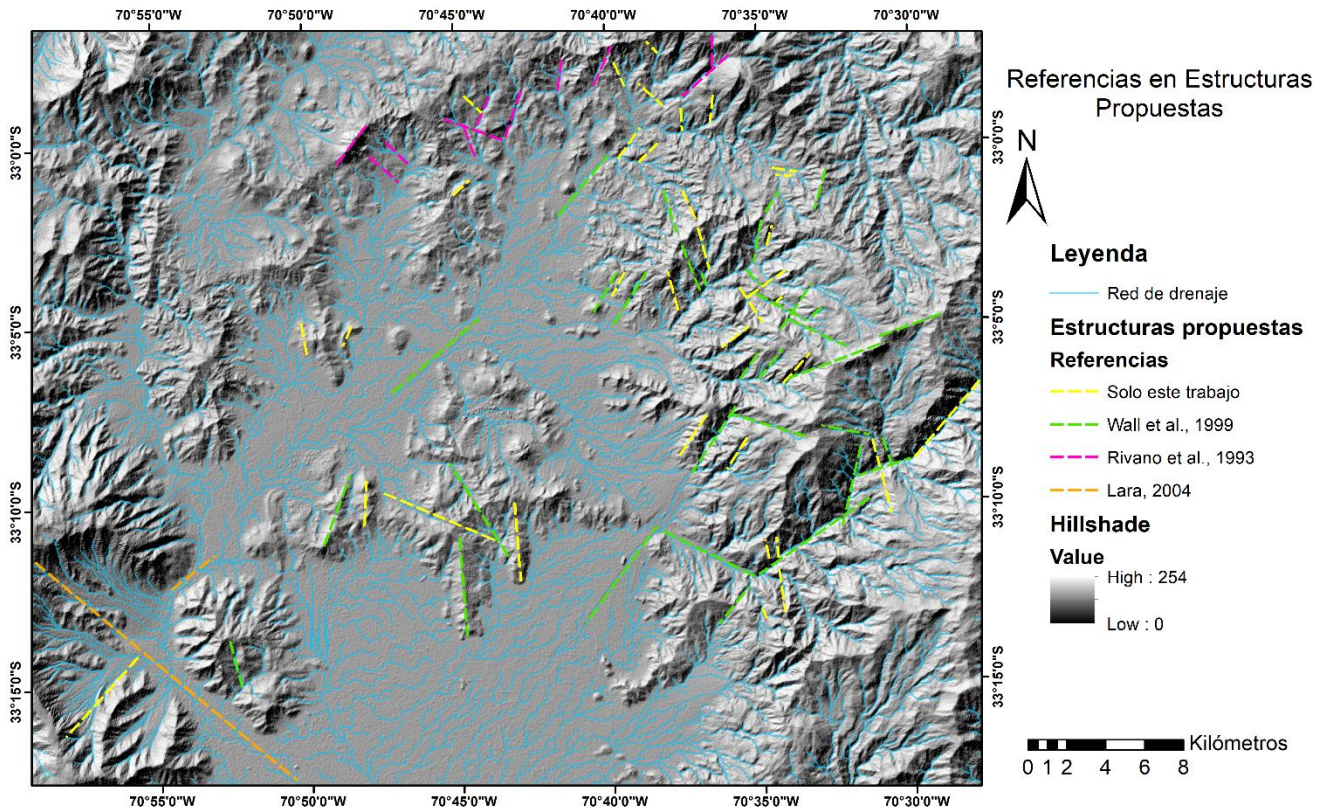 70°55'0"W 70°50'0"W 70°45'0"W 70°40'0"W 70°35'0"W 70°30'0"W
33°0'0"S
33°5'0"S
33°10'0"S
33°15'0"S
33°0'0"S
33°5'0"S
33°10'0"S
33°15'0"S
70°55'0"W 70°50'0"W 70°45'0"W 70°40'0"W 70°35'0"W 70°30'0"W
Referencias en Estructuras
Propuestas
N
Leyenda
Red de drenaje
Estructuras propuestas
Referencias
Solo este trabajo
Wall et al., 1999
Rivano et al., 1993
Lara, 2004
Hillshade
Value
High : 254
Low : 0
Kilómetros
0 1 2 4 6 8